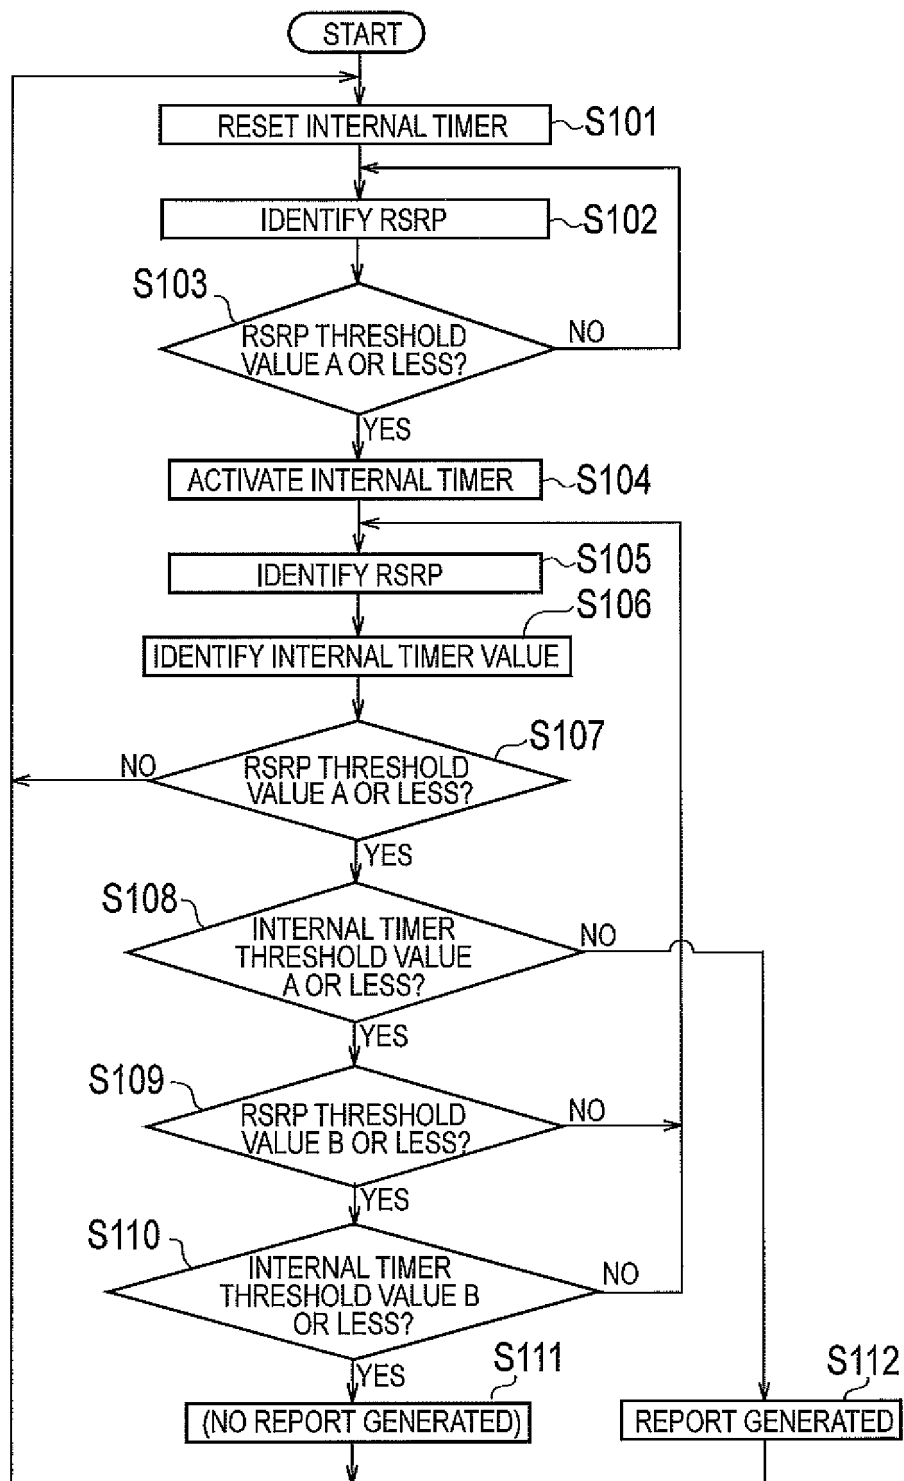 START
RESET INTERNAL TIMER
S101
IDENTIFY RSRP
S102
S103
RSRP THRESHOLD
VALUE A OR LESS?
NO
YES
ACTIVATE INTERNAL TIMER
S104
IDENTIFY RSRP
S105
S106
IDENTIFY INTERNAL TIMER VALUE
S107
NO
RSRP THRESHOLD
VALUE A OR LESS?
YES
S108
INTERNAL TIMER
THRESHOLD VALUE
A OR LESS?
NO
YES
S109
RSRP THRESHOLD
VALUE B OR LESS?
NO
YES
S110
INTERNAL TIMER
THRESHOLD VALUE B
OR LESS?
NO
YES
S111
(NO REPORT GENERATED)
S112
REPORT GENERATED